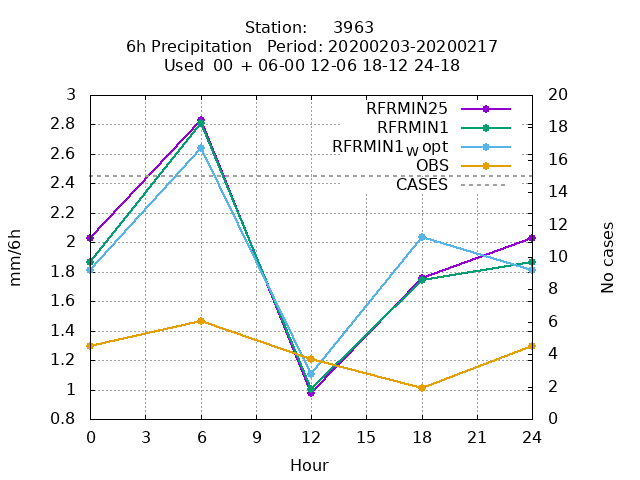 Station:     3963
6h Precipitation   Period: 20200203-20200217
Used  00  + 06-00 12-06 18-12 24-18
3
2.8
2.6
2.4
2.2
2
1.8
1.6
1.4
1.2
1
0.8
mm/6h
RFRMIN25
RFRMIN1
RFRMIN1wopt
OBS
CASES
20
18
16
14
12
10
8
6
4
2
0
No cases
0 3 6 9 12 15 18 21 24
Hour